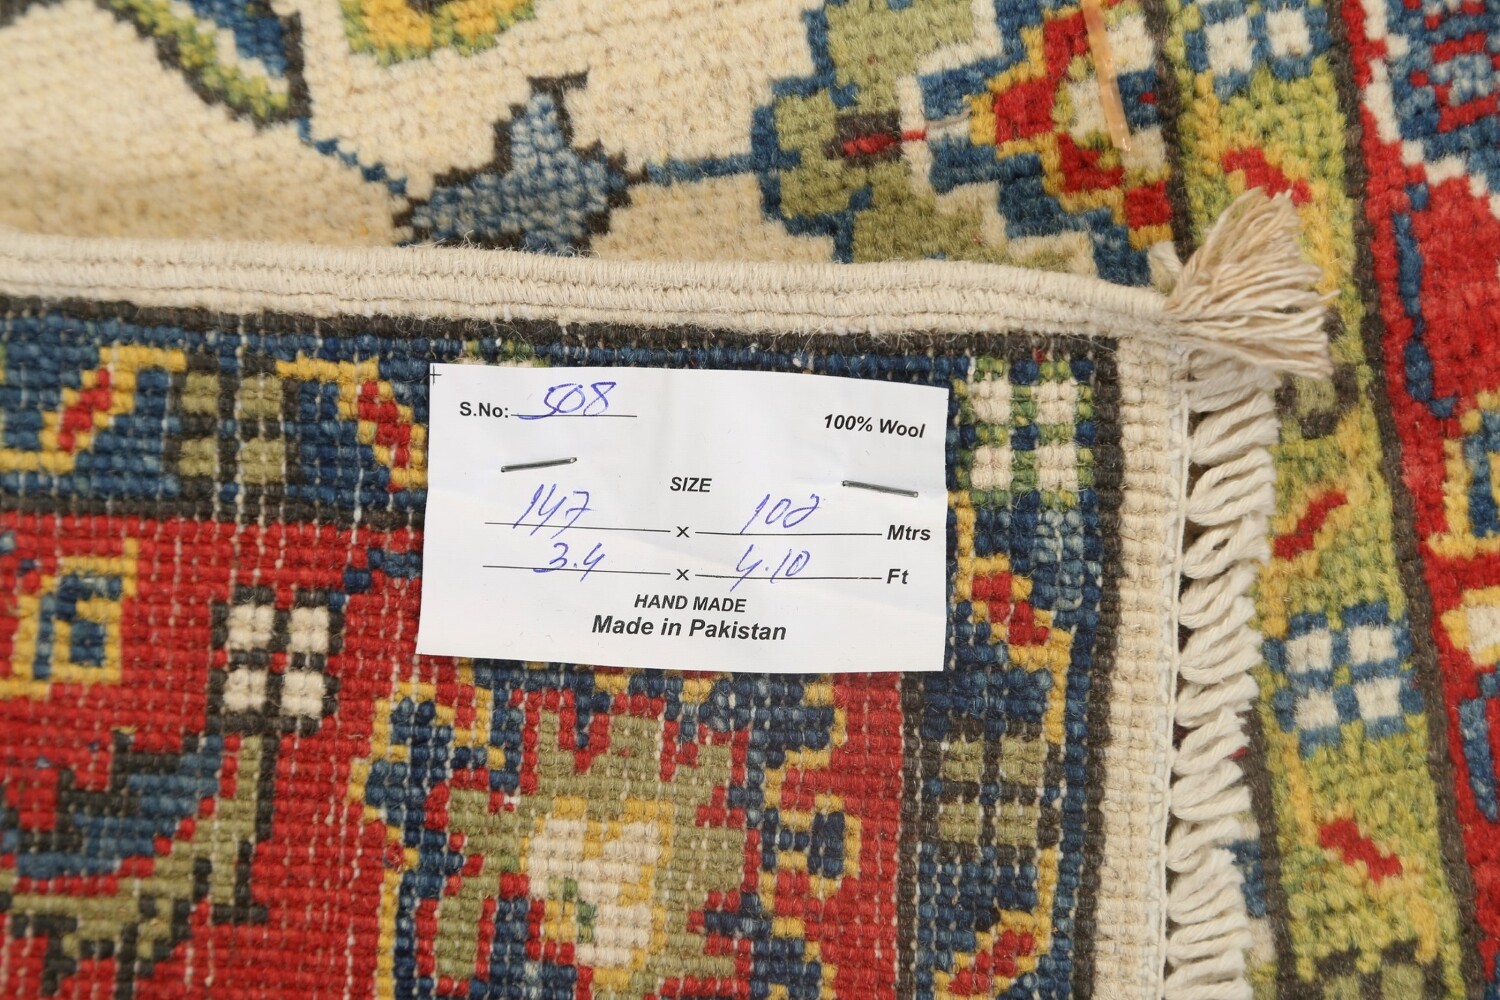 S.No: 508
100% Wool
SIZE
147 x 102 Mtrs
3.4 x 4.10 Ft
HAND MADE
Made in Pakistan